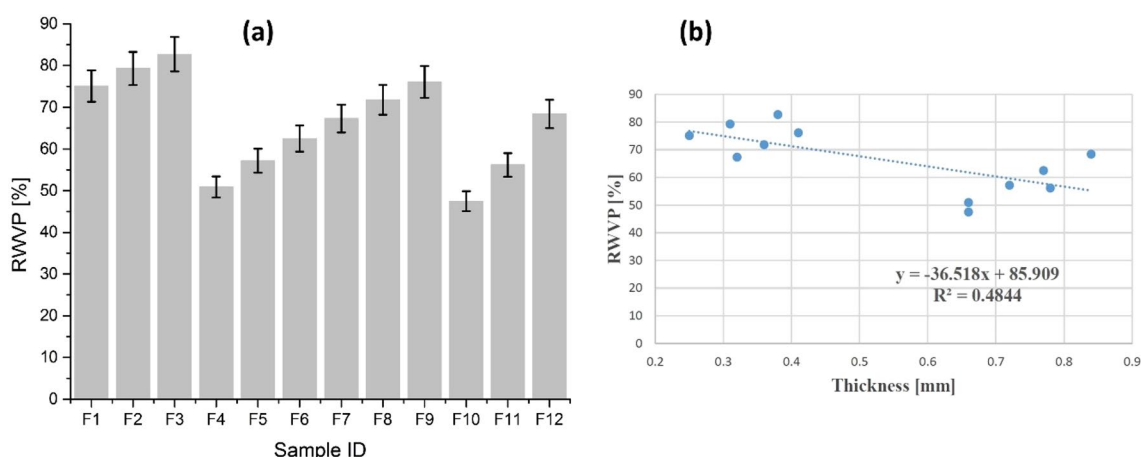 (a)
RWVP [%]
90
80
70
60
50
40
30
20
10
0
F1 F2 F3 F4 F5 F6 F7 F8 F9 F10 F11 F12
Sample ID
(b)
RWVP [%]
90
80
70
60
50
40
30
20
10
0
y = -36.518x + 85.909
R² = 0.4844
0.2 0.3 0.4 0.5 0.6 0.7 0.8 0.9
Thickness [mm]